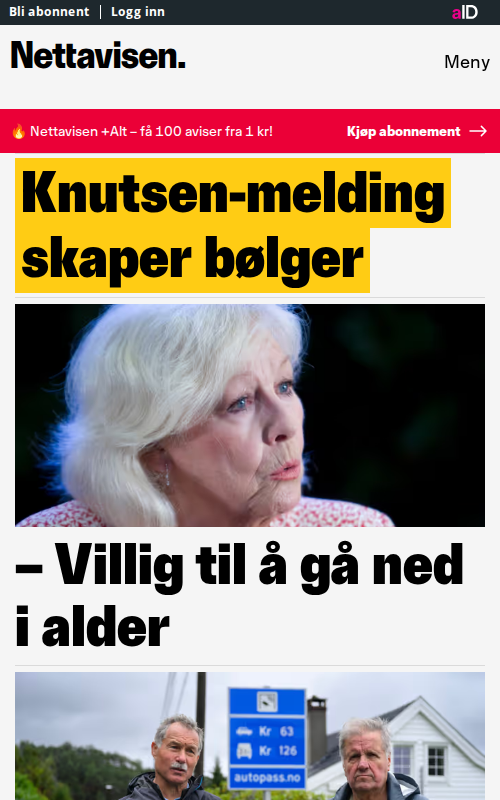 Bli abonnent | Logg inn
aID
Nettavisen.
Meny
🔥 Nettavisen +Alt – få 100 aviser fra 1 kr!
Kjøp abonnement →
Knutsen-melding
skaper bølger
– Villig til å gå ned
i alder
Kr 63
Kr 126
autopass.no